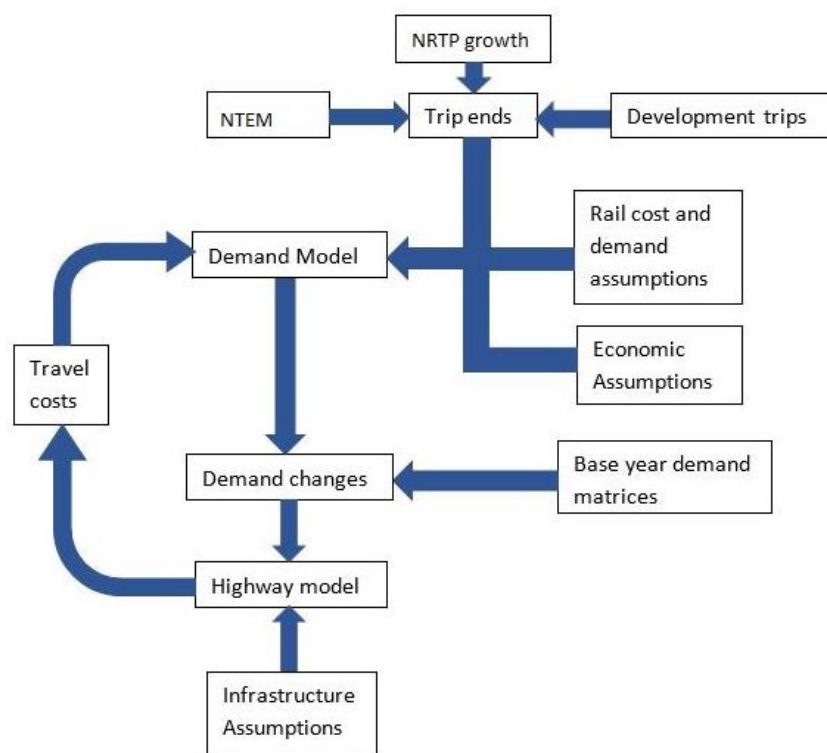 NRTP growth
NTEM
Trip ends
Development trips
Rail cost and
demand
assumptions
Demand Model
Travel
costs
Economic
Assumptions
Demand changes
Base year demand
matrices
Highway model
Infrastructure
Assumptions